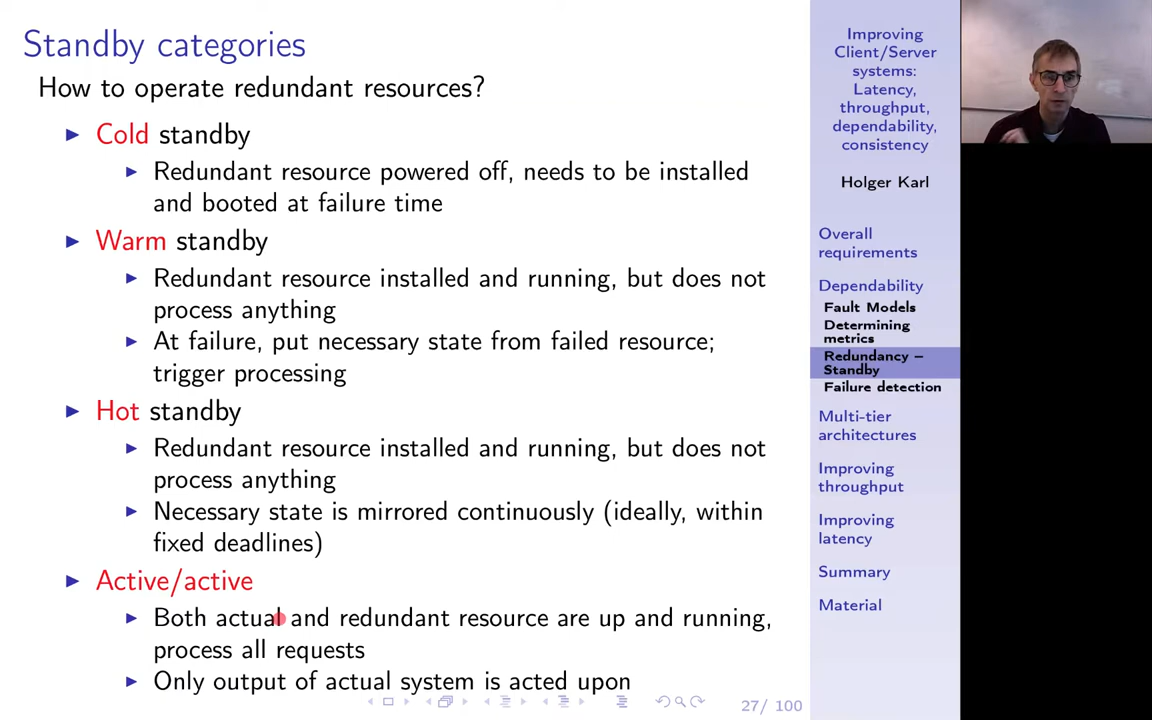 Standby categories
How to operate redundant resources?
Cold standby
Redundant resource powered off, needs to be installed
and booted at failure time
Warm standby
Redundant resource installed and running, but does not
process anything
At failure, put necessary state from failed resource;
trigger processing
Hot standby
Redundant resource installed and running, but does not
process anything
Necessary state is mirrored continuously (ideally, within
fixed deadlines)
Active/active
Both actual and redundant resource are up and running,
process all requests
Only output of actual system is acted upon
27/ 100
Improving
Client/Server
systems:
Latency,
throughput,
dependability,
consistency
Holger Karl
Overall
requirements
Dependability
Fault Models
Determining
metrics
Redundancy –
Standby
Failure detection
Multi-tier
architectures
Improving
throughput
Improving
latency
Summary
Material